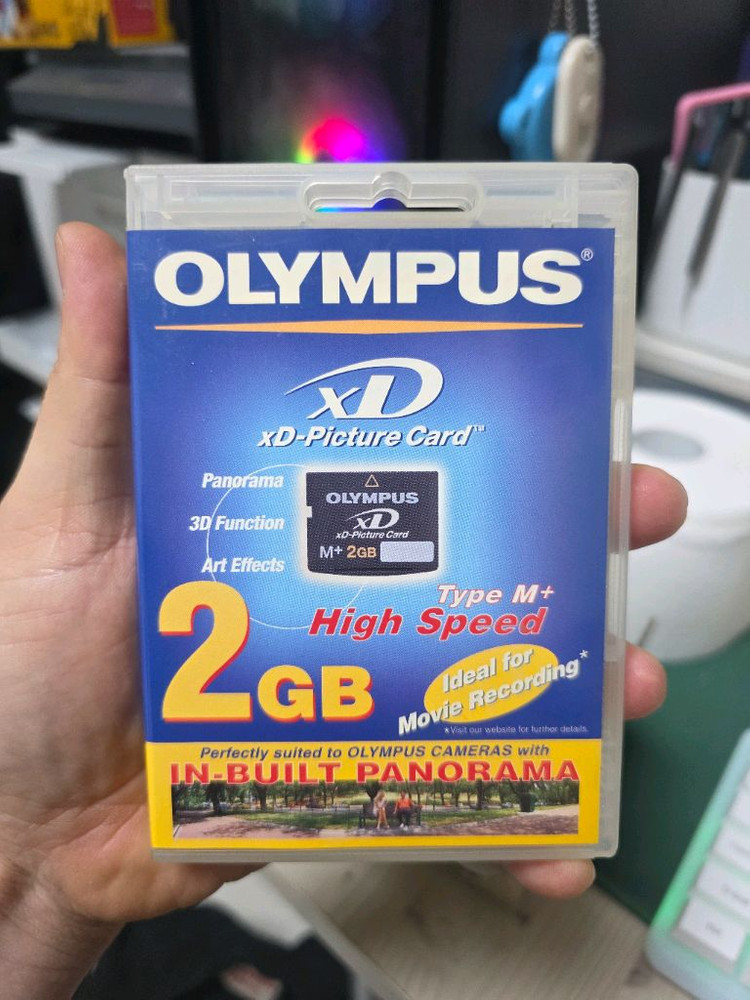 OLYMPUS®
xD
xD-Picture Card™
Panorama
3D Function
Art Effects
OLYMPUS
xD
xD-Picture Card
M+ 2GB
Type M+
High Speed
2GB
Ideal for
Movie Recording*
*Visit our website for further details.
Perfectly suited to OLYMPUS CAMERAS with
IN-BUILT PANORAMA